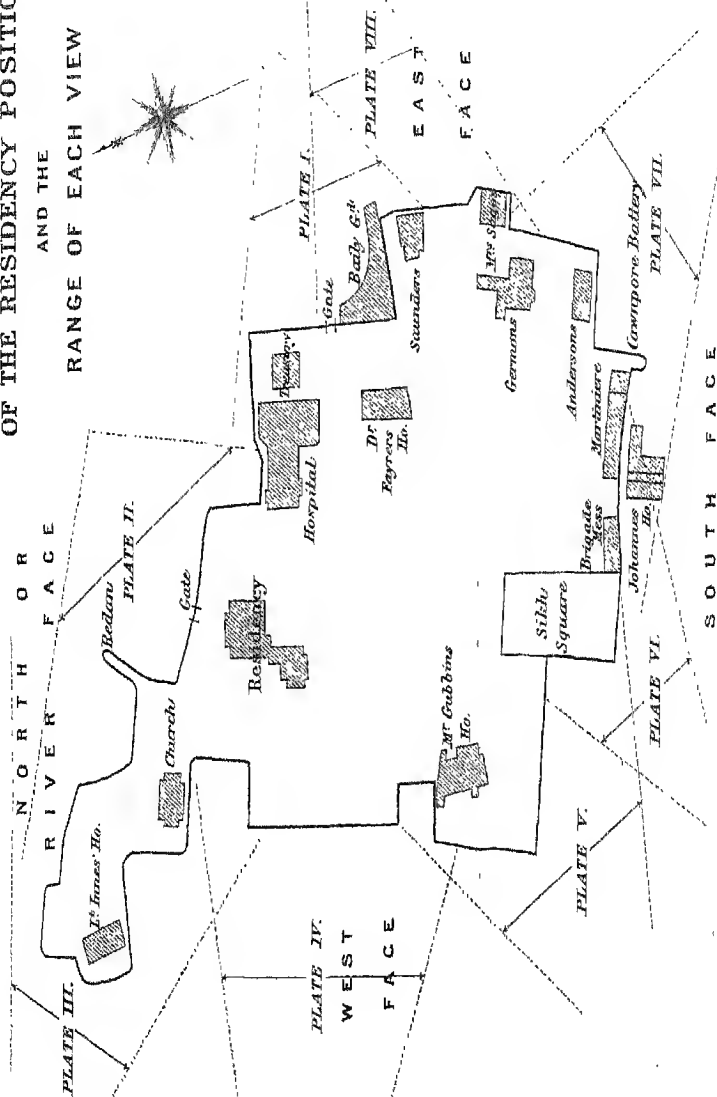 OF THE RESIDENCY POSITIO
AND THE
RANGE OF EACH VIEW
NORTH OR
RIVER FACE
PLATE II.
PLATE I.
PLATE VIII.
EAST
FACE
Redan
Gate
Gate
Baily Gd.
Saunders
Lt. Innes' Ho.
Church
Residency
Hospital
Treasury
Dr.
Fayrers
Ho.
Mrs Sago's
Germons
Andersons
Cawnpore Battery
PLATE VII.
PLATE III.
PLATE IV.
WEST
FACE
Mr. Gubbins
Ho.
Sikh
Square
Brigade
Mess
Martiniere
Johannes
Ho.
PLATE V.
PLATE VI.
SOUTH FACE